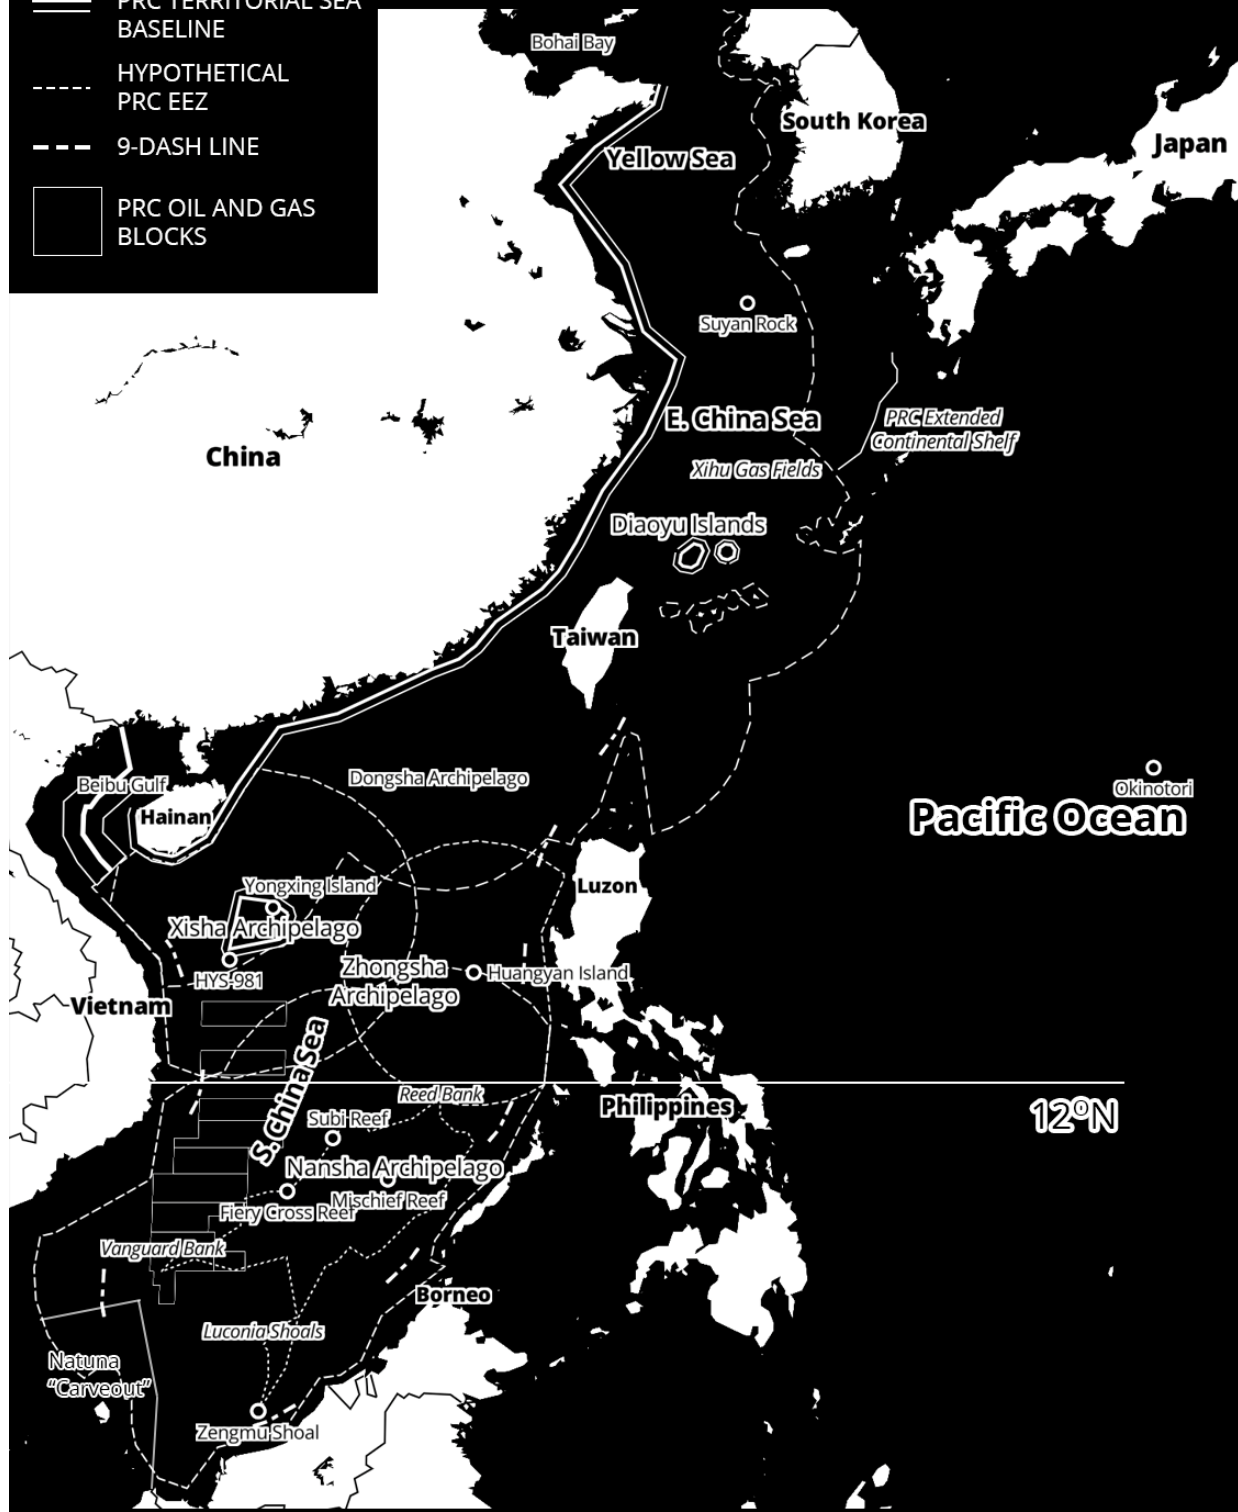 PRC TERRITORIAL SEA
BASELINE
HYPOTHETICAL
PRC EEZ
9-DASH LINE
PRC OIL AND GAS
BLOCKS
Bohai Bay
South Korea
Japan
Yellow Sea
Suyan Rock
E. China Sea
PRC Extended
Continental Shelf
China
Xihu Gas Fields
Diaoyu Islands
Taiwan
Dongsha Archipelago
Beibu Gulf
Okinotori
Hainan
Pacific Ocean
Yongxing Island
Luzon
Xisha Archipelago
Zhongsha
Archipelago
Huangyan Island
HYS-981
Vietnam
S. China Sea
Reed Bank
Philippines
12ºN
Subi Reef
Nansha Archipelago
Mischief Reef
Fiery Cross Reef
Vanguard Bank
Borneo
Luconia Shoals
Natuna
“Carveout”
Zengmu Shoal